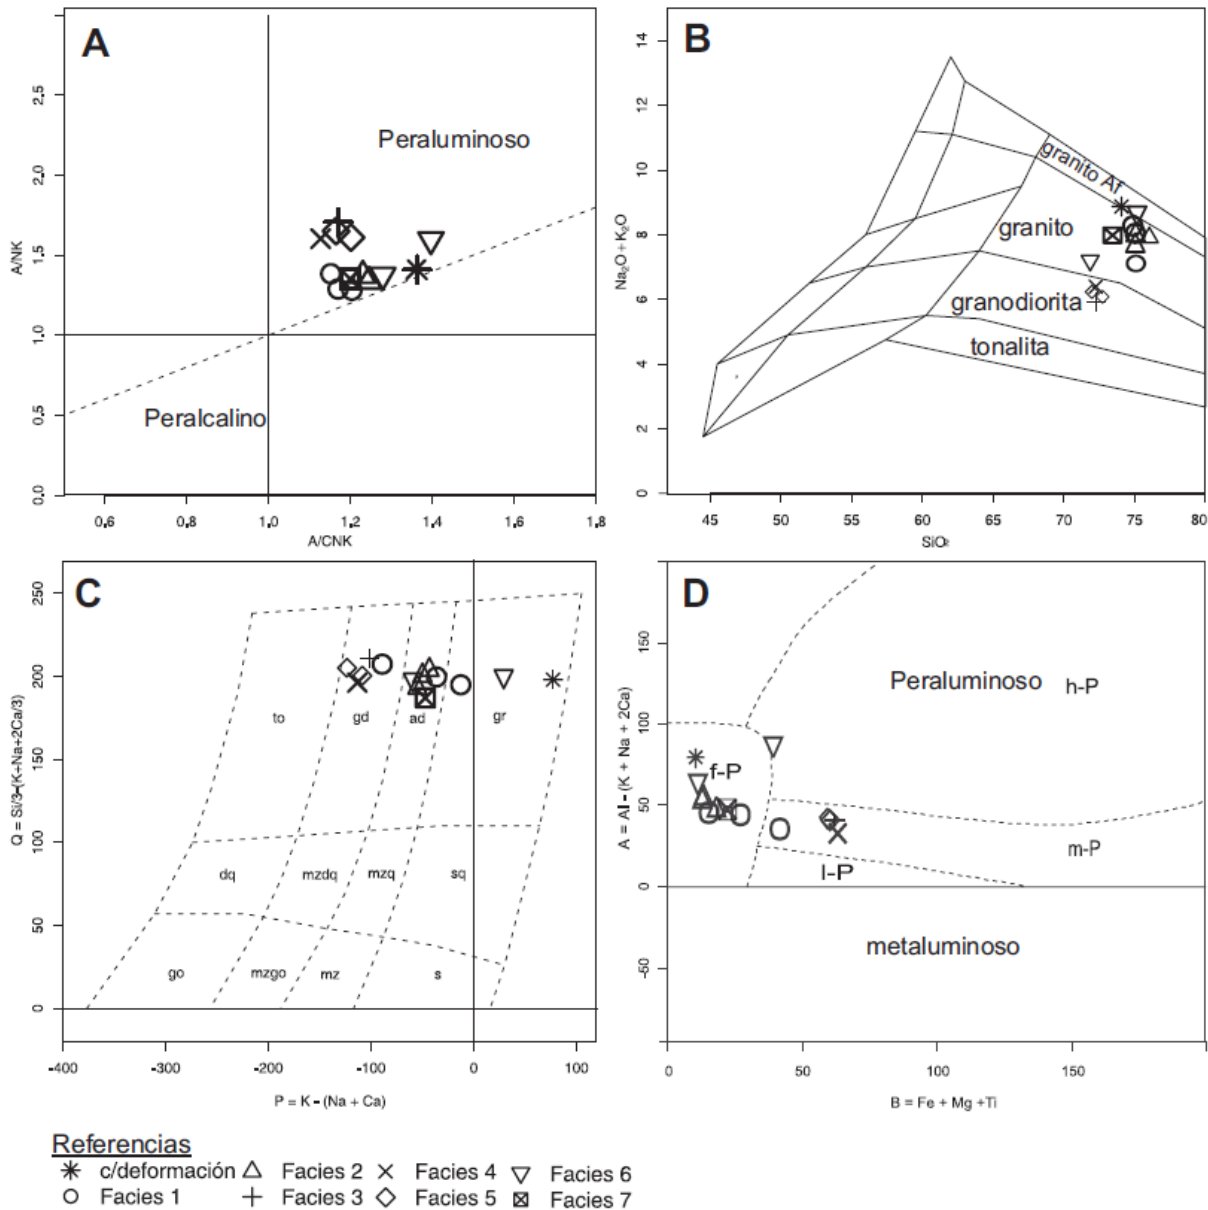 A
Peraluminoso
Peralcalino
A/NK
0.0
0.5
1.0
1.5
2.0
2.5
0.6
0.8
1.0
1.2
1.4
1.6
1.8
A/CNK
B
granito Af
granito
granodiorita
tonalita
Na2O + K2O
0
2
4
6
8
10
12
14
45
50
55
60
65
70
75
80
SiO2
C
to
gd
ad
gr
dq
mzdq
mzq
sq
go
mzgo
mz
s
Q = Si/3-(K+Na+2Ca/3)
0
50
100
150
200
250
-400
-300
-200
-100
0
100
P = K - (Na + Ca)
D
Peraluminoso
h-P
f-P
m-P
l-P
metaluminoso
A = Al - (K + Na + 2Ca)
-50
0
50
100
150
0
50
100
150
B = Fe + Mg +Ti
Referencias
c/deformación Facies 2 Facies 4 Facies 6
Facies 1 Facies 3 Facies 5 Facies 7